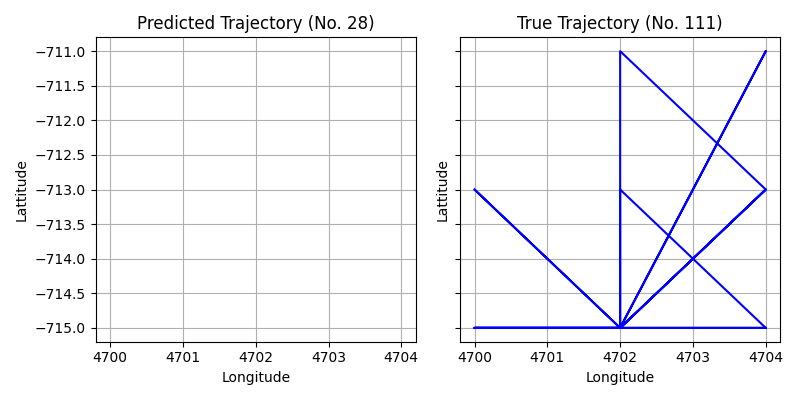 Predicted Trajectory (No. 28)
True Trajectory (No. 111)
Lattitude
−711.0
−711.5
−712.0
−712.5
−713.0
−713.5
−714.0
−714.5
−715.0
4700 4701 4702 4703 4704
Longitude
Lattitude
4700 4701 4702 4703 4704
Longitude